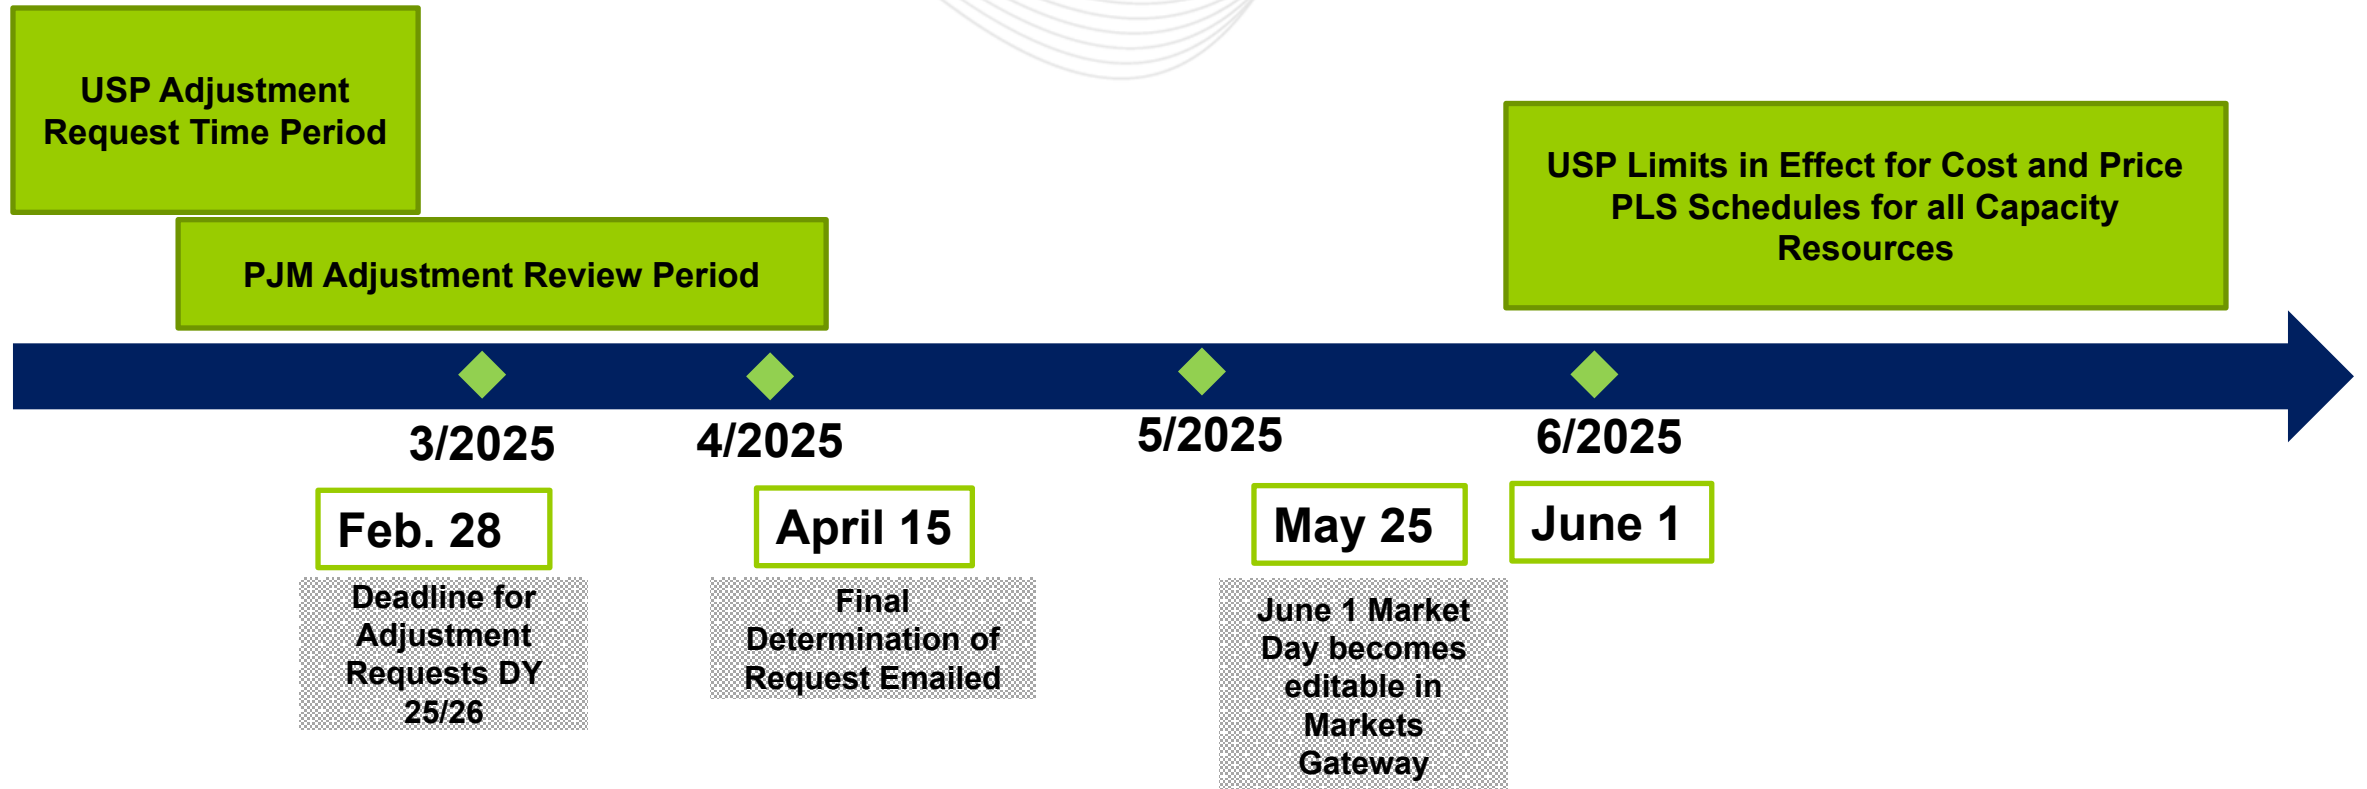 USP Adjustment
Request Time Period
PJM Adjustment Review Period
USP Limits in Effect for Cost and Price
PLS Schedules for all Capacity
Resources
3/2025
4/2025
5/2025
6/2025
Feb. 28
Deadline for
Adjustment
Requests DY
25/26
April 15
Final
Determination of
Request Emailed
May 25
June 1 Market
Day becomes
editable in
Markets
Gateway
June 1